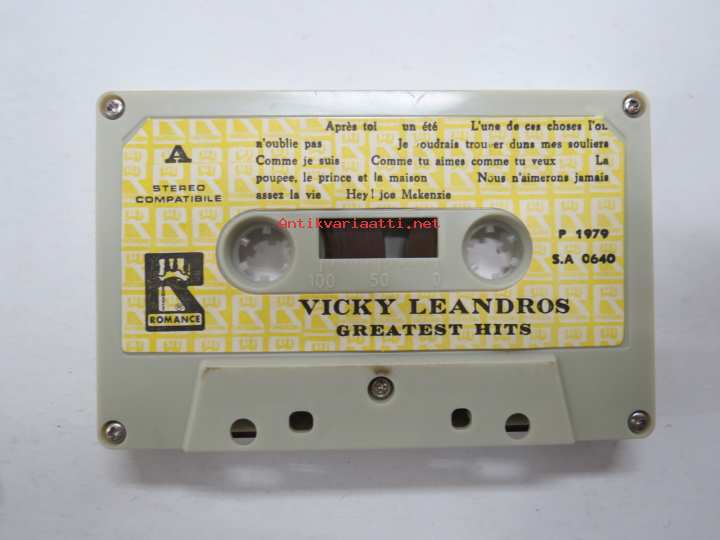 Après toi un été L'une de ces choses l'on
A n'oublie pas Je voudrais trouver duns mes souliers
Comme je suis Comme tu aimes comme tu veux La
STEREO poupee, le prince et la maison Nous n'aimerons jamais
COMPATIBILE assez la vie Hey! joe Mckenzie
Antikvariaatti.net
P 1979
S.A 0640
100 50 0
R
ROMANCE
VICKY LEANDROS
GREATEST HITS